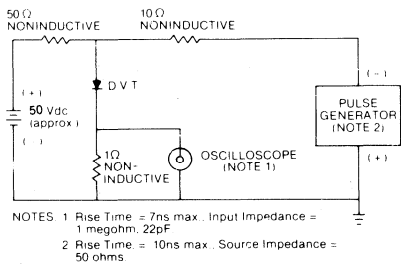 50 Ω
NONINDUCTIVE
10 Ω
NONINDUCTIVE
DVT
(+)
50 Vdc
(approx)
( )
(−)
PULSE
GENERATOR
(NOTE 2)
(+)
1Ω
NON-
INDUCTIVE
OSCILLOSCOPE
(NOTE 1)
NOTES 1 Rise Time = 7ns max., Input Impedance =
1 megohm, 22pF
2 Rise Time. = 10ns max., Source Impedance =
50 ohms.